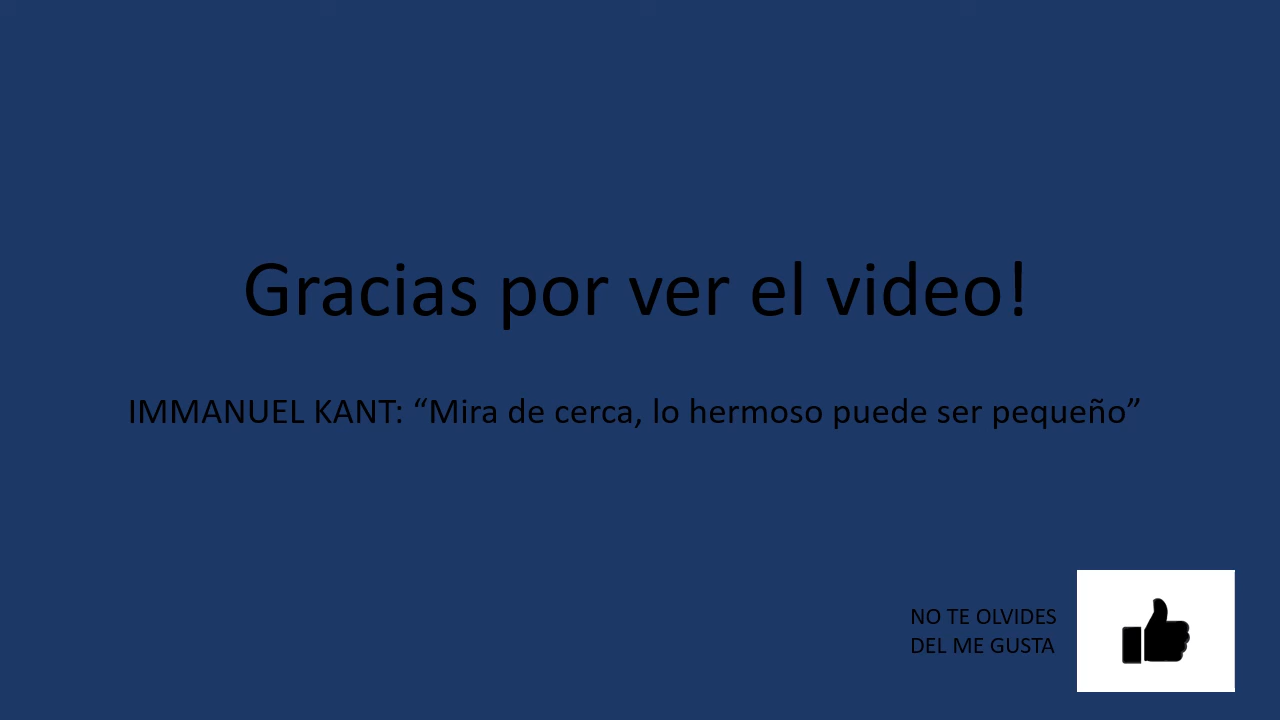 Gracias por ver el video!
IMMANUEL KANT: “Mira de cerca, lo hermoso puede ser pequeño”
NO TE OLVIDES
DEL ME GUSTA